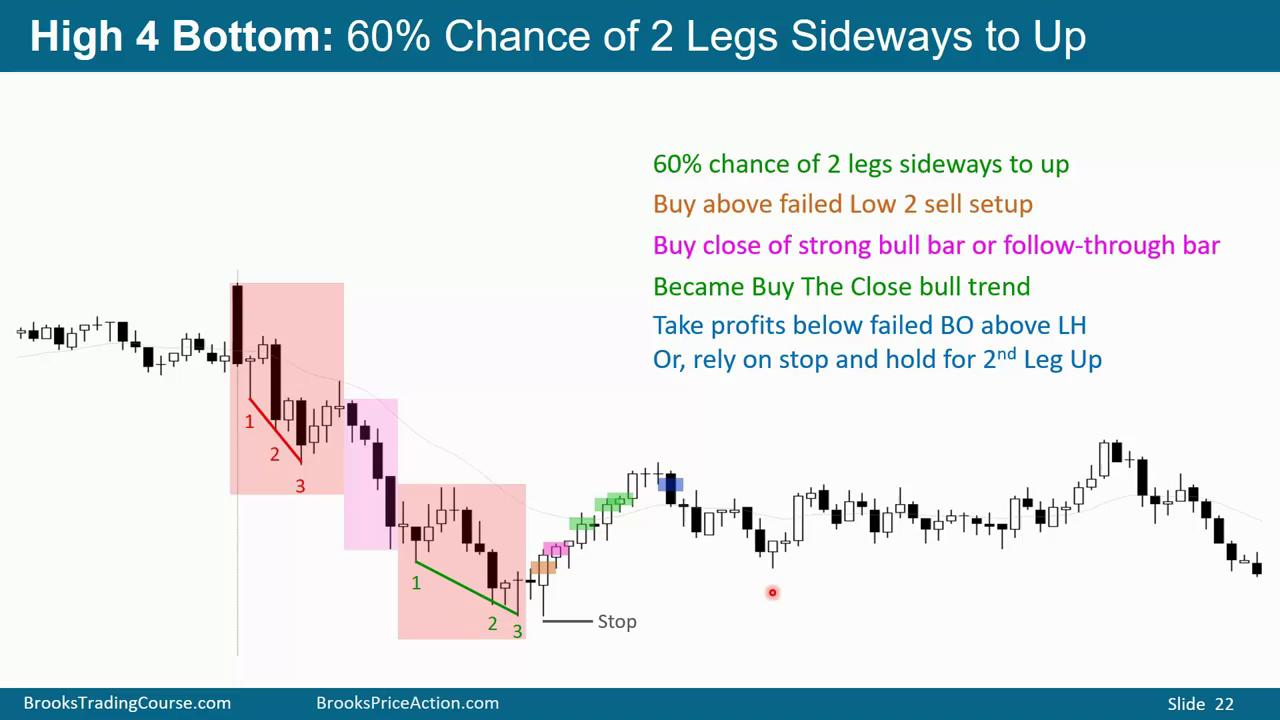 High 4 Bottom: 60% Chance of 2 Legs Sideways to Up
60% chance of 2 legs sideways to up
Buy above failed Low 2 sell setup
Buy close of strong bull bar or follow-through bar
Became Buy The Close bull trend
Take profits below failed BO above LH
Or, rely on stop and hold for 2nd Leg Up
1
2
3
1
2
3
Stop
BrooksTradingCourse.com
BrooksPriceAction.com
Slide 22